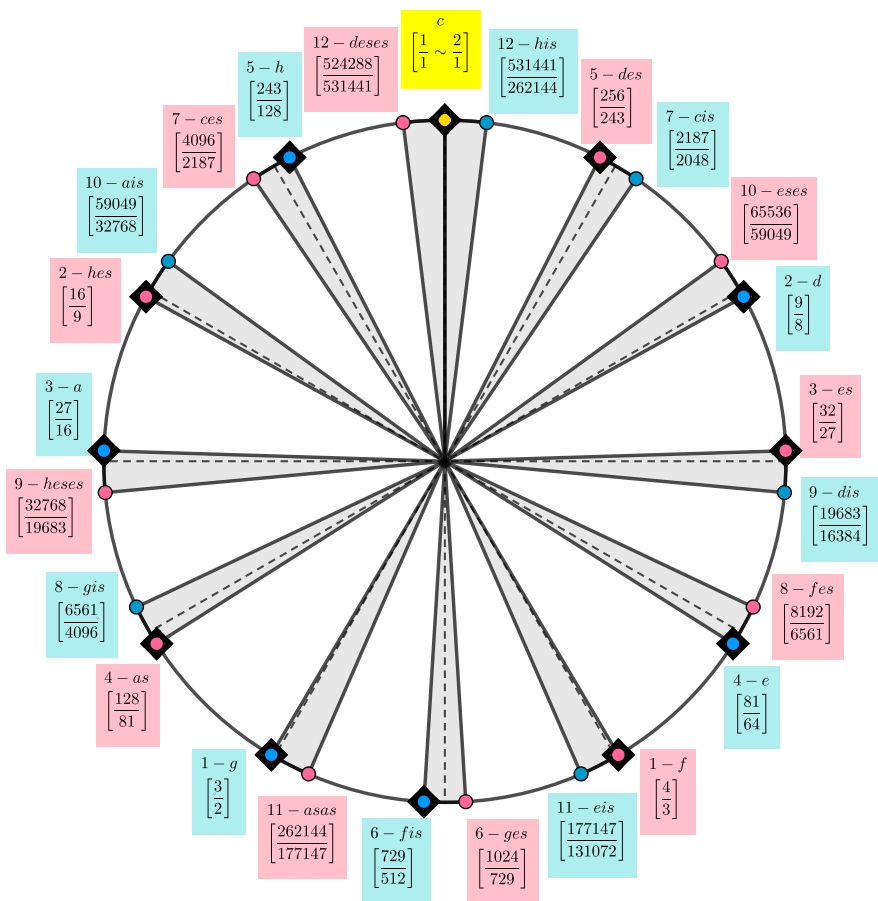 c
[1/1 ∼ 2/1]
12 − his
[531441/262144]
5 − des
[256/243]
7 − cis
[2187/2048]
10 − eses
[65536/59049]
2 − d
[9/8]
3 − es
[32/27]
9 − dis
[19683/16384]
8 − fes
[8192/6561]
4 − e
[81/64]
1 − f
[4/3]
11 − eis
[177147/131072]
6 − ges
[1024/729]
6 − fis
[729/512]
11 − asas
[262144/177147]
1 − g
[3/2]
4 − as
[128/81]
8 − gis
[6561/4096]
9 − heses
[32768/19683]
3 − a
[27/16]
2 − hes
[16/9]
10 − ais
[59049/32768]
7 − ces
[4096/2187]
5 − h
[243/128]
12 − deses
[524288/531441]